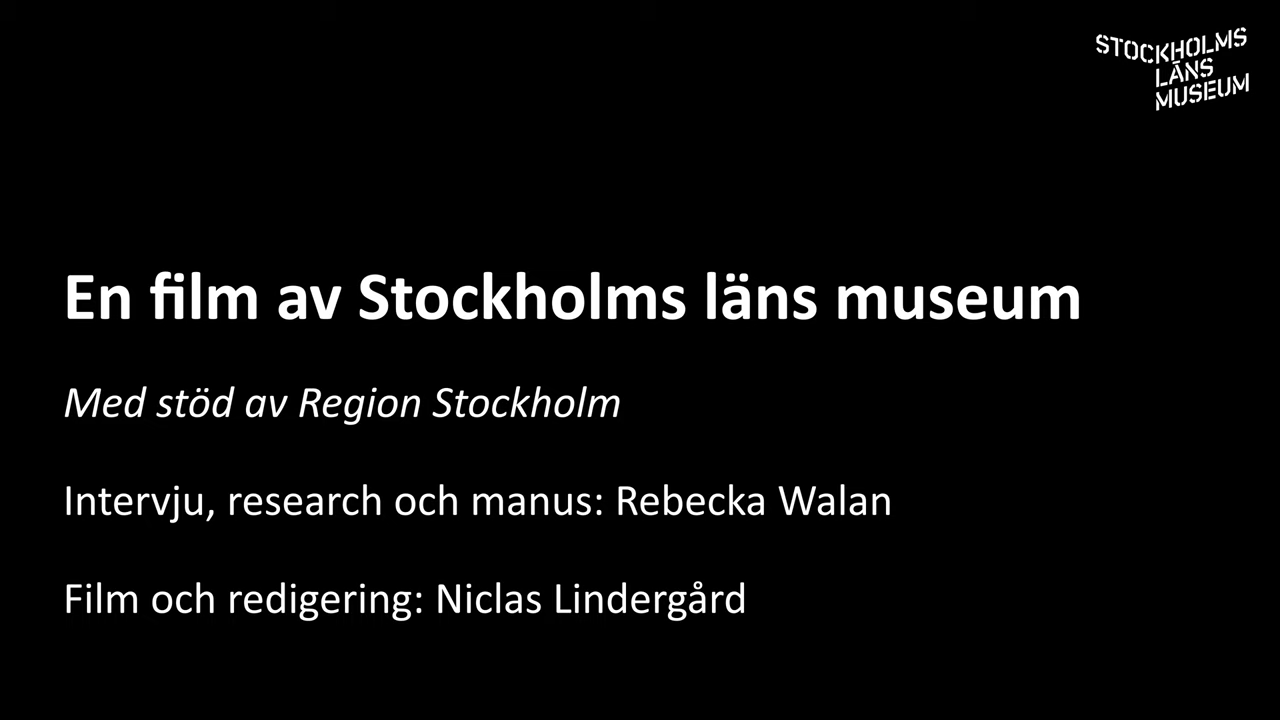 STOCKHOLMS
LÄNS
MUSEUM
En film av Stockholms läns museum
Med stöd av Region Stockholm
Intervju, research och manus: Rebecka Walan
Film och redigering: Niclas Lindergård